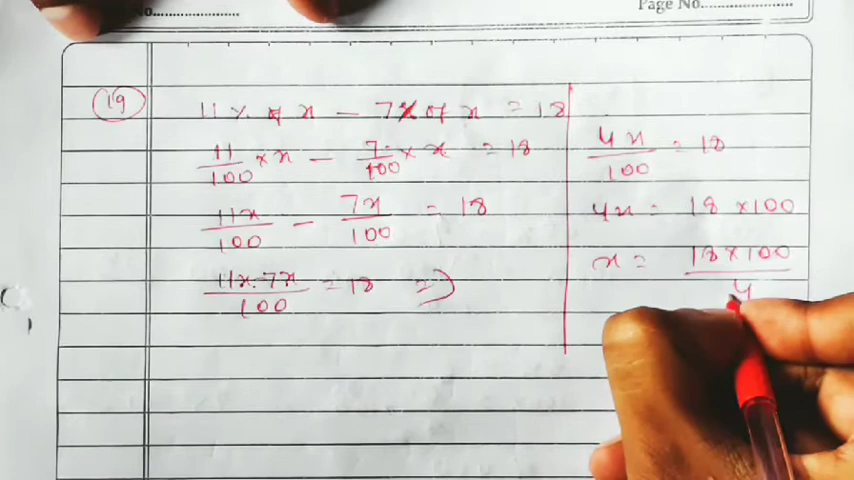 No..................
Page No..................
19
11% of x - 7% of x = 18
11/100 × x - 7/100 × x = 18
11x/100 - 7x/100 = 18
11x-7x/100 = 18 =>
4x/100 = 18
4x = 18 × 100
x = 18×100/4